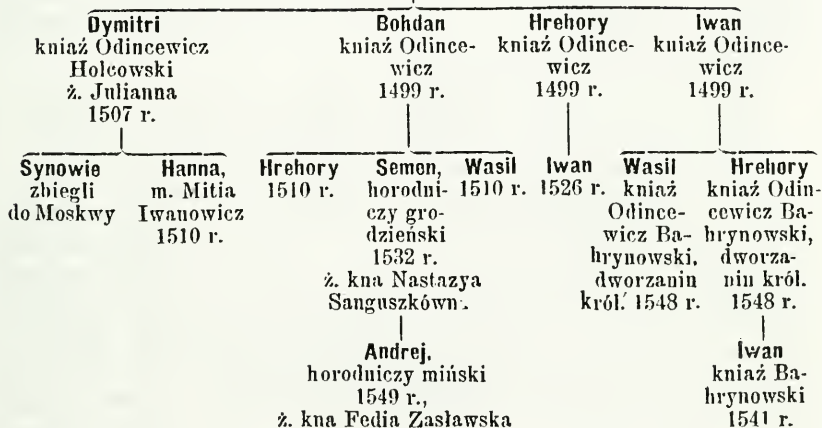 Dymitri
kniaź Odincewicz
Holcowski
ż. Julianna
1507 r.
Bohdan
kniaź Odince-
wicz
1499 r.
Hrehory
kniaź Odince-
wicz
1499 r.
Iwan
kniaź Odince-
wicz
1499 r.
Synowie
zbiegli
do Moskwy
Hanna,
m. Mitia
Iwanowicz
1510 r.
Hrehory
1510 r.
Semen,
horodni-
czy gro-
dzieński
1532 r.
ż. kna Nastazya
Sanguszkówn.
Wasil
1510 r.
Iwan
1526 r.
Wasil
kniaź
Odince-
wicz Ba-
hrynowski,
dworzanin
król. 1548 r.
Hrehory
kniaź Odin-
cewicz Ba-
hrynowski,
dworza-
nin król.
1548 r.
Andrej,
horodniczy miński
1549 r.,
ż. kna Fedia Zasławska
Iwan
kniaź Ba-
hrynowski
1541 r.